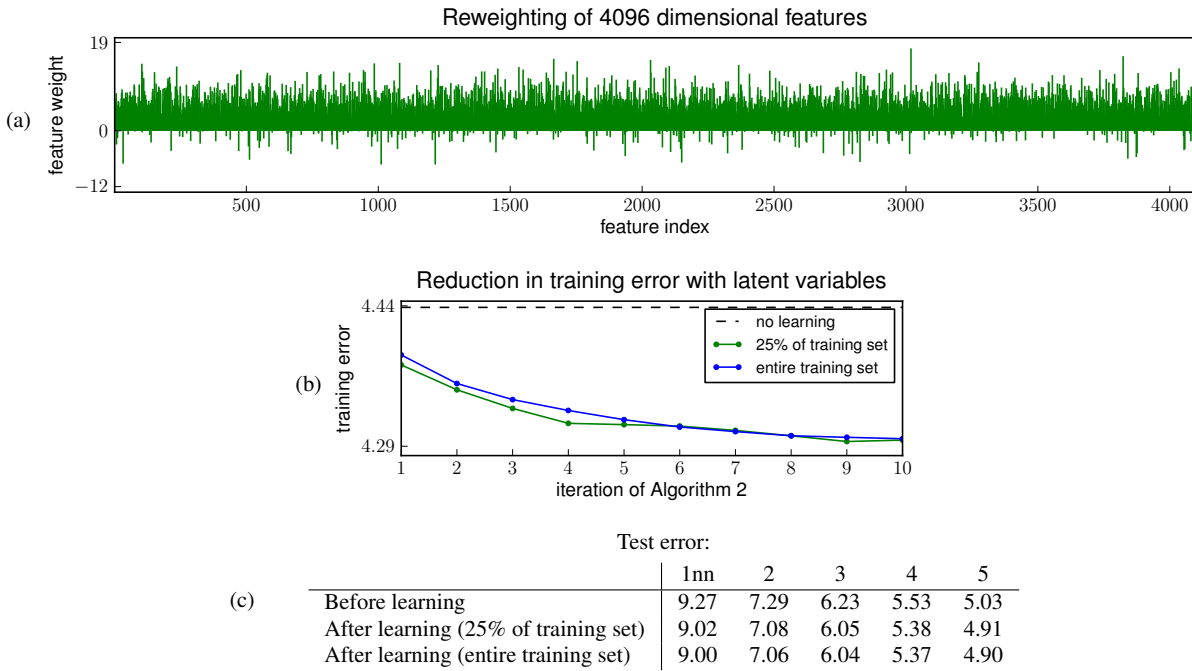 Reweighting of 4096 dimensional features
(a)
feature weight
19
0
−12
500 1000 1500 2000 2500 3000 3500 4000
feature index
Reduction in training error with latent variables
(b)
training error
4.44
4.29
no learning
25% of training set
entire training set
1 2 3 4 5 6 7 8 9 10
iteration of Algorithm 2
Test error:
(c)
1nn 2 3 4 5
Before learning 9.27 7.29 6.23 5.53 5.03
After learning (25% of training set) 9.02 7.08 6.05 5.38 4.91
After learning (entire training set) 9.00 7.06 6.04 5.37 4.90